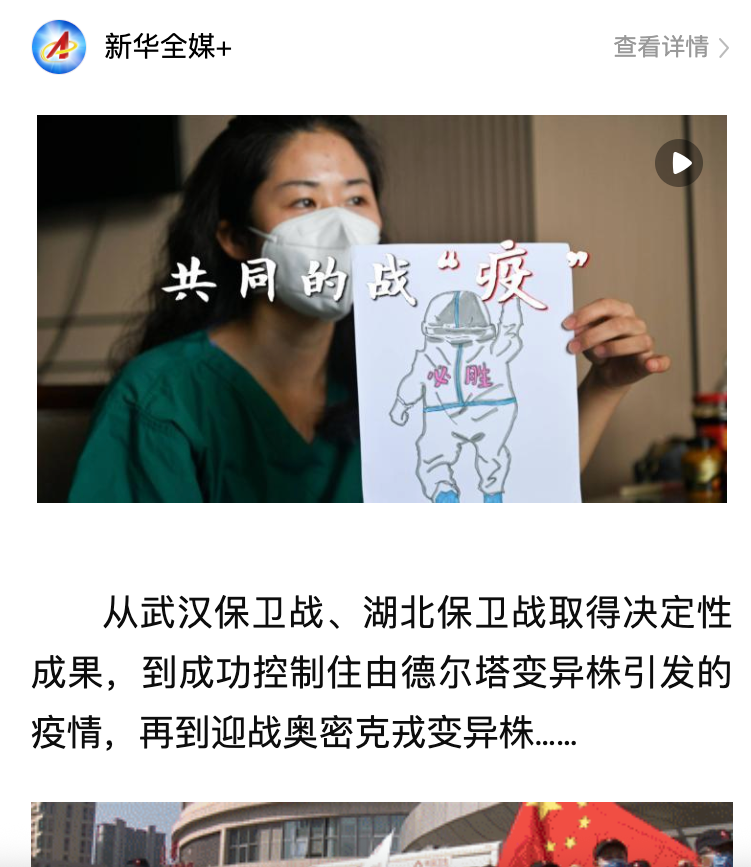 新华全媒+
查看详情
共同的战“疫”
必胜
从武汉保卫战、湖北保卫战取得决定性
成果，到成功控制住由德尔塔变异株引发的
疫情，再到迎战奥密克戎变异株……